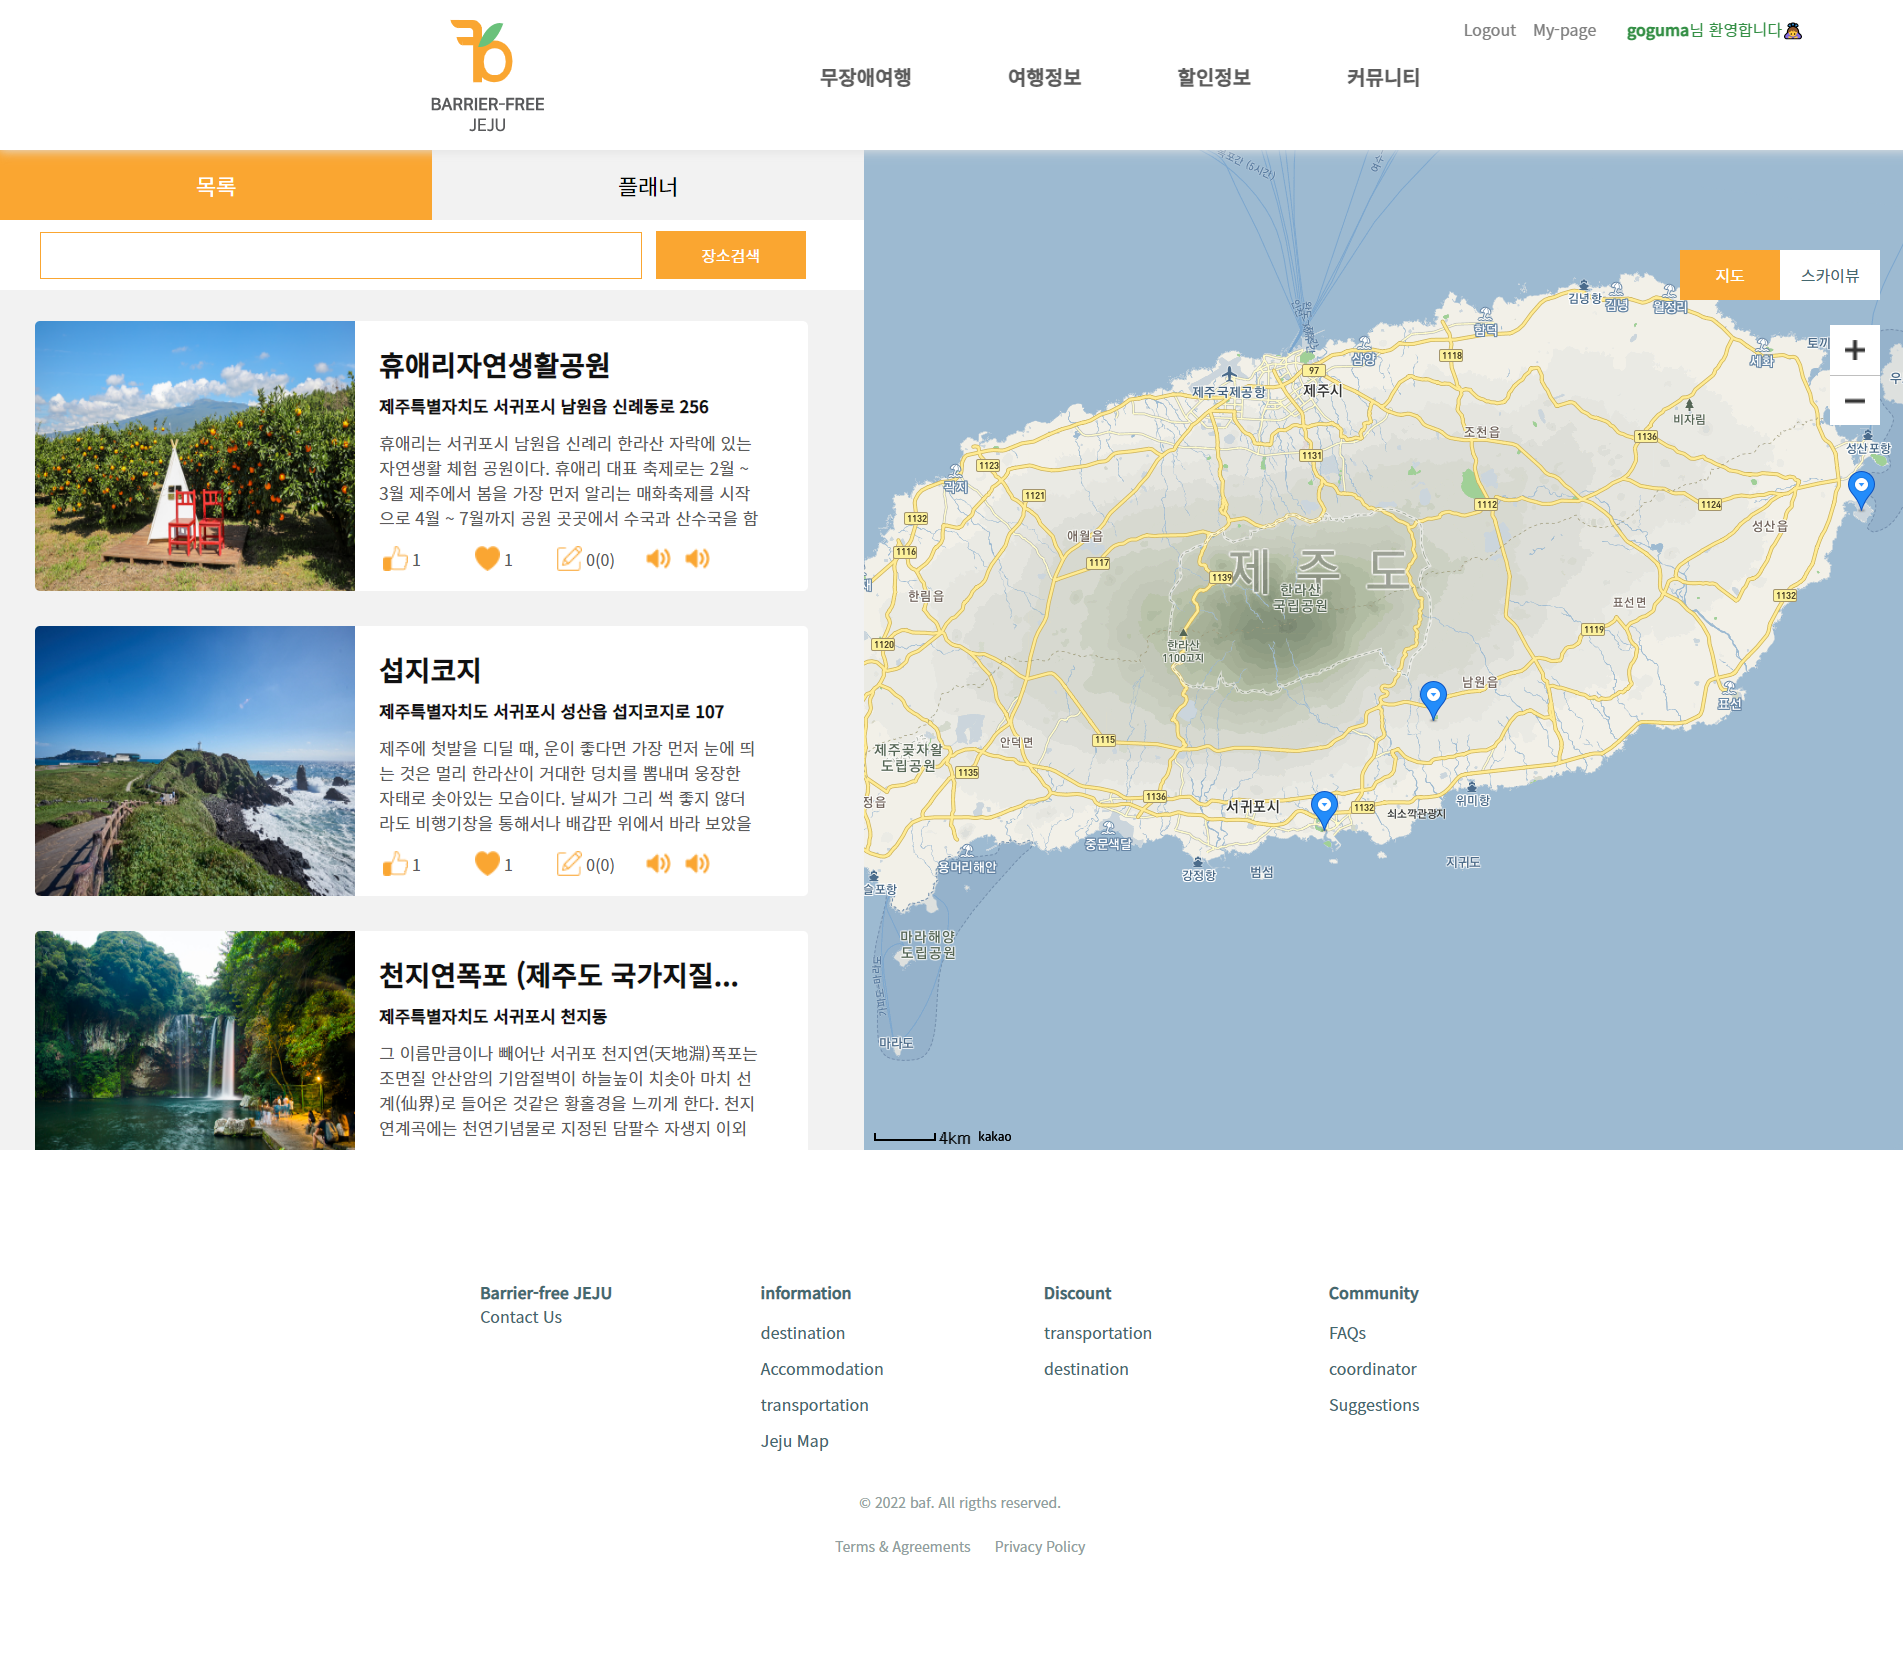 Logout My-page goguma님 환영합니다
BARRIER-FREE
JEJU
무장애여행 여행정보 할인정보 커뮤니티
목록 플래너
장소검색
휴애리자연생활공원
제주특별자치도 서귀포시 남원읍 신례동로 256
휴애리는 서귀포시 남원읍 신례리 한라산 자락에 있는
자연생활 체험 공원이다. 휴애리 대표 축제로는 2월 ~
3월 제주에서 봄을 가장 먼저 알리는 매화축제를 시작
으로 4월 ~ 7월까지 공원 곳곳에서 수국과 산수국을 함
1 1 0(0)
섭지코지
제주특별자치도 서귀포시 성산읍 섭지코지로 107
제주에 첫발을 디딜 때, 운이 좋다면 가장 먼저 눈에 띄
는 것은 멀리 한라산이 거대한 덩치를 뽐내며 웅장한
자태로 솟아있는 모습이다. 날씨가 그리 썩 좋지 않더
라도 비행기창을 통해서나 배갑판 위에서 바라 보았을
1 1 0(0)
천지연폭포 (제주도 국가지질...
제주특별자치도 서귀포시 천지동
그 이름만큼이나 빼어난 서귀포 천지연(天地淵)폭포는
조면질 안산암의 기암절벽이 하늘높이 치솟아 마치 선
계(仙界)로 들어온 것같은 황홀경을 느끼게 한다. 천지
연계곡에는 천연기념물로 지정된 담팔수 자생지 이외
지도 스카이뷰
김녕항 김녕 월정리
함덕
삼양
1118
세화
토끼
97
제주국제공항 제주시
우
비자림
조천읍
1136
성산포항
1131
1123
곽지
1121
1112
1124
1132
성산읍
애월읍
1116
1117
제주도
1139
한라산
국립공원
한림읍
1132
표선면
1119
1120
한라산
1100고지
남원읍
표선
1115
안덕면
제주곶자왈
도립공원
1135
1136
정읍
서귀포시
1132
위미항
쇠소깍관광지
중문색달
용머리해안
지귀도
강정항
범섬
슬포항
마라해양
도립공원
가파도-마라도
마라도
4km kakao
Barrier-free JEJU
Contact Us
information
destination
Accommodation
transportation
Jeju Map
Discount
transportation
destination
Community
FAQs
coordinator
Suggestions
© 2022 baf. All rigths reserved.
Terms & Agreements Privacy Policy